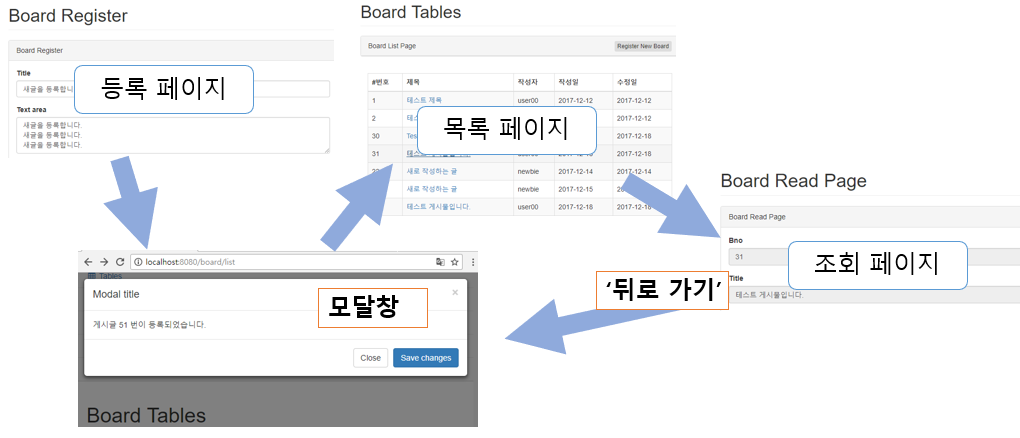 Board Register
Board Register
Title
새글을 등록합니
등록 페이지
Text area
새글을 등록합니다.
새글을 등록합니다.
새글을 등록합니다.
Board Tables
Board List Page
Register New Board
#번호 제목 작성자 작성일 수정일
1 테스트 제목 user00 2017-12-12 2017-12-12
2 2017-12-12
30 2017-12-18
31 2017-12-18
목록 페이지
새로 작성하는 글 newbie 2017-12-14 2017-12-14
새로 작성하는 글 newbie 2017-12-15
테스트 게시물입니다. user00 2017-12-18 2017-12-18
Board Read Page
Board Read Page
Bno
31
조회 페이지
Title
테스트 게시물입니다.
localhost:8080/board/list
Tables
Modal title ×
모달창
게시글 51 번이 등록되었습니다.
Close Save changes
Board Tables
‘뒤로 가기’